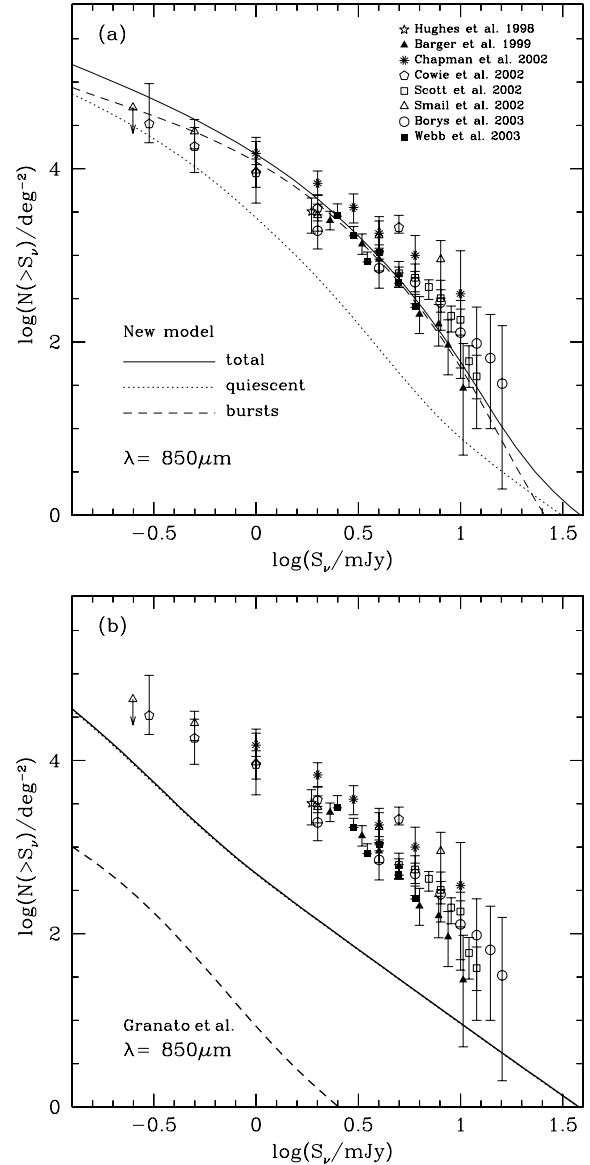 (a)
Hughes et al. 1998
Barger et al. 1999
Chapman et al. 2002
Cowie et al. 2002
Scott et al. 2002
Smail et al. 2002
Borys et al. 2003
Webb et al. 2003
4
2
0
log(N(>Sν)/deg⁻²)
New model
total
quiescent
bursts
λ= 850μm
−0.5
0
0.5
1
1.5
log(Sν/mJy)
(b)
4
2
0
log(N(>Sν)/deg⁻²)
Granato et al.
λ= 850μm
−0.5
0
0.5
1
1.5
log(Sν/mJy)